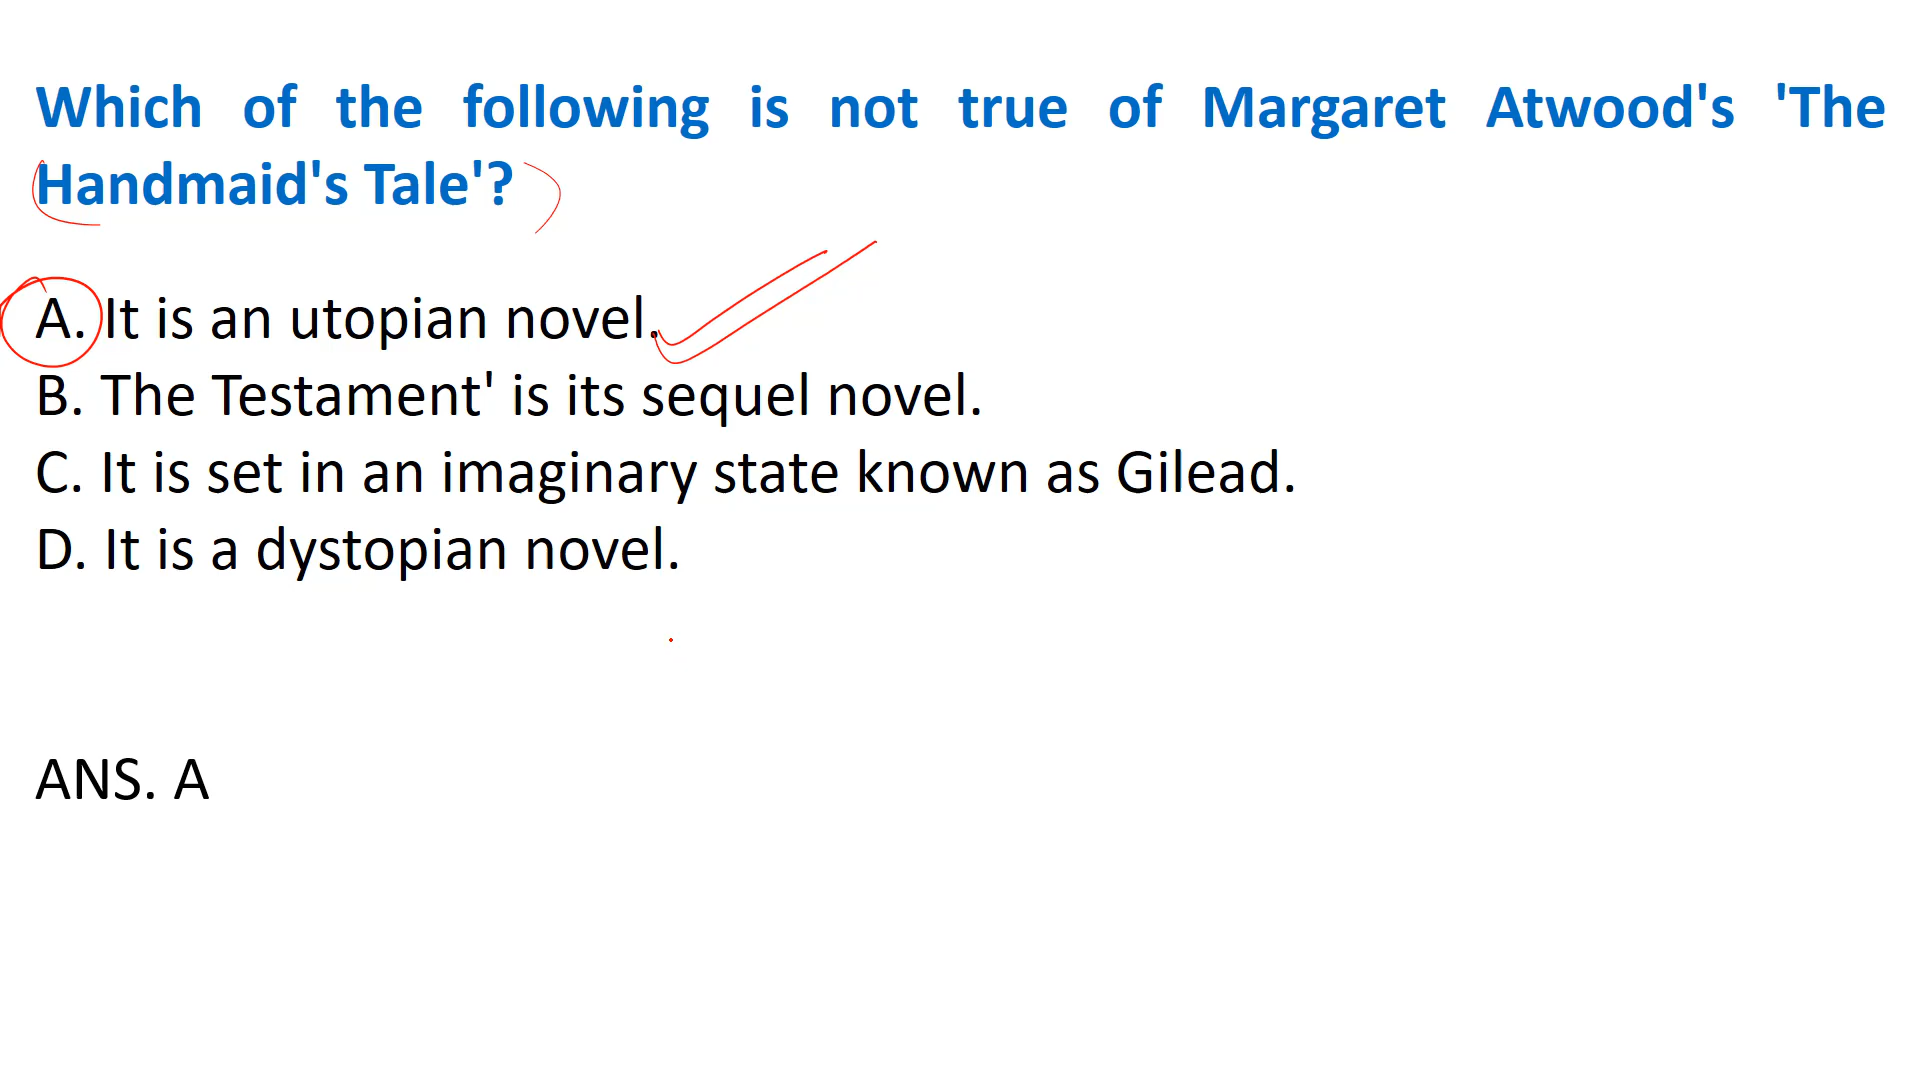 Which of the following is not true of Margaret Atwood's 'The
Handmaid's Tale'?
A. It is an utopian novel.
B. The Testament' is its sequel novel.
C. It is set in an imaginary state known as Gilead.
D. It is a dystopian novel.
ANS. A